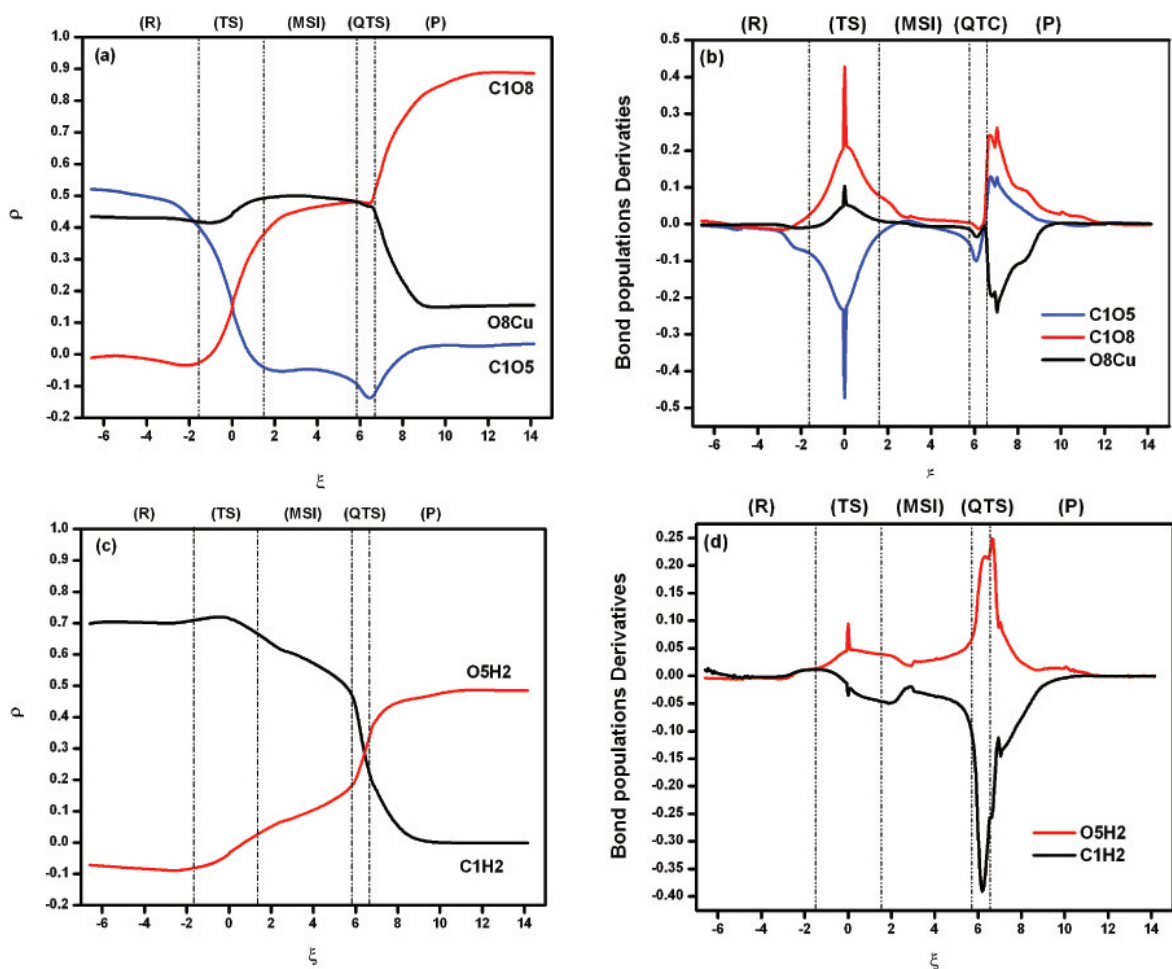 (R) (TS) (MSI) (QTS) (P)
(a)
1.0
0.9
0.8
0.7
0.6
0.5
0.4
0.3
0.2
0.1
0.0
-0.1
-0.2
ρ
C1O8
O8Cu
C1O5
-6 -4 -2 0 2 4 6 8 10 12 14
ξ
(R) (TS) (MSI) (QTC) (P)
(b)
0.5
0.4
0.3
0.2
0.1
0.0
-0.1
-0.2
-0.3
-0.4
-0.5
Bond populations Derivaties
C1O5
C1O8
O8Cu
-6 -4 -2 0 2 4 6 8 10 12 14
(R) (TS) (MSI) (QTS) (P)
(c)
1.0
0.9
0.8
0.7
0.6
0.5
0.4
0.3
0.2
0.1
0.0
-0.1
-0.2
ρ
O5H2
C1H2
-6 -4 -2 0 2 4 6 8 10 12 14
ξ
(R) (TS) (MSI) (QTS) (P)
(d)
0.25
0.20
0.15
0.10
0.05
0.00
-0.05
-0.10
-0.15
-0.20
-0.25
-0.30
-0.35
-0.40
Bond populations Derivatives
O5H2
C1H2
-6 -4 -2 0 2 4 6 8 10 12 14
ξ